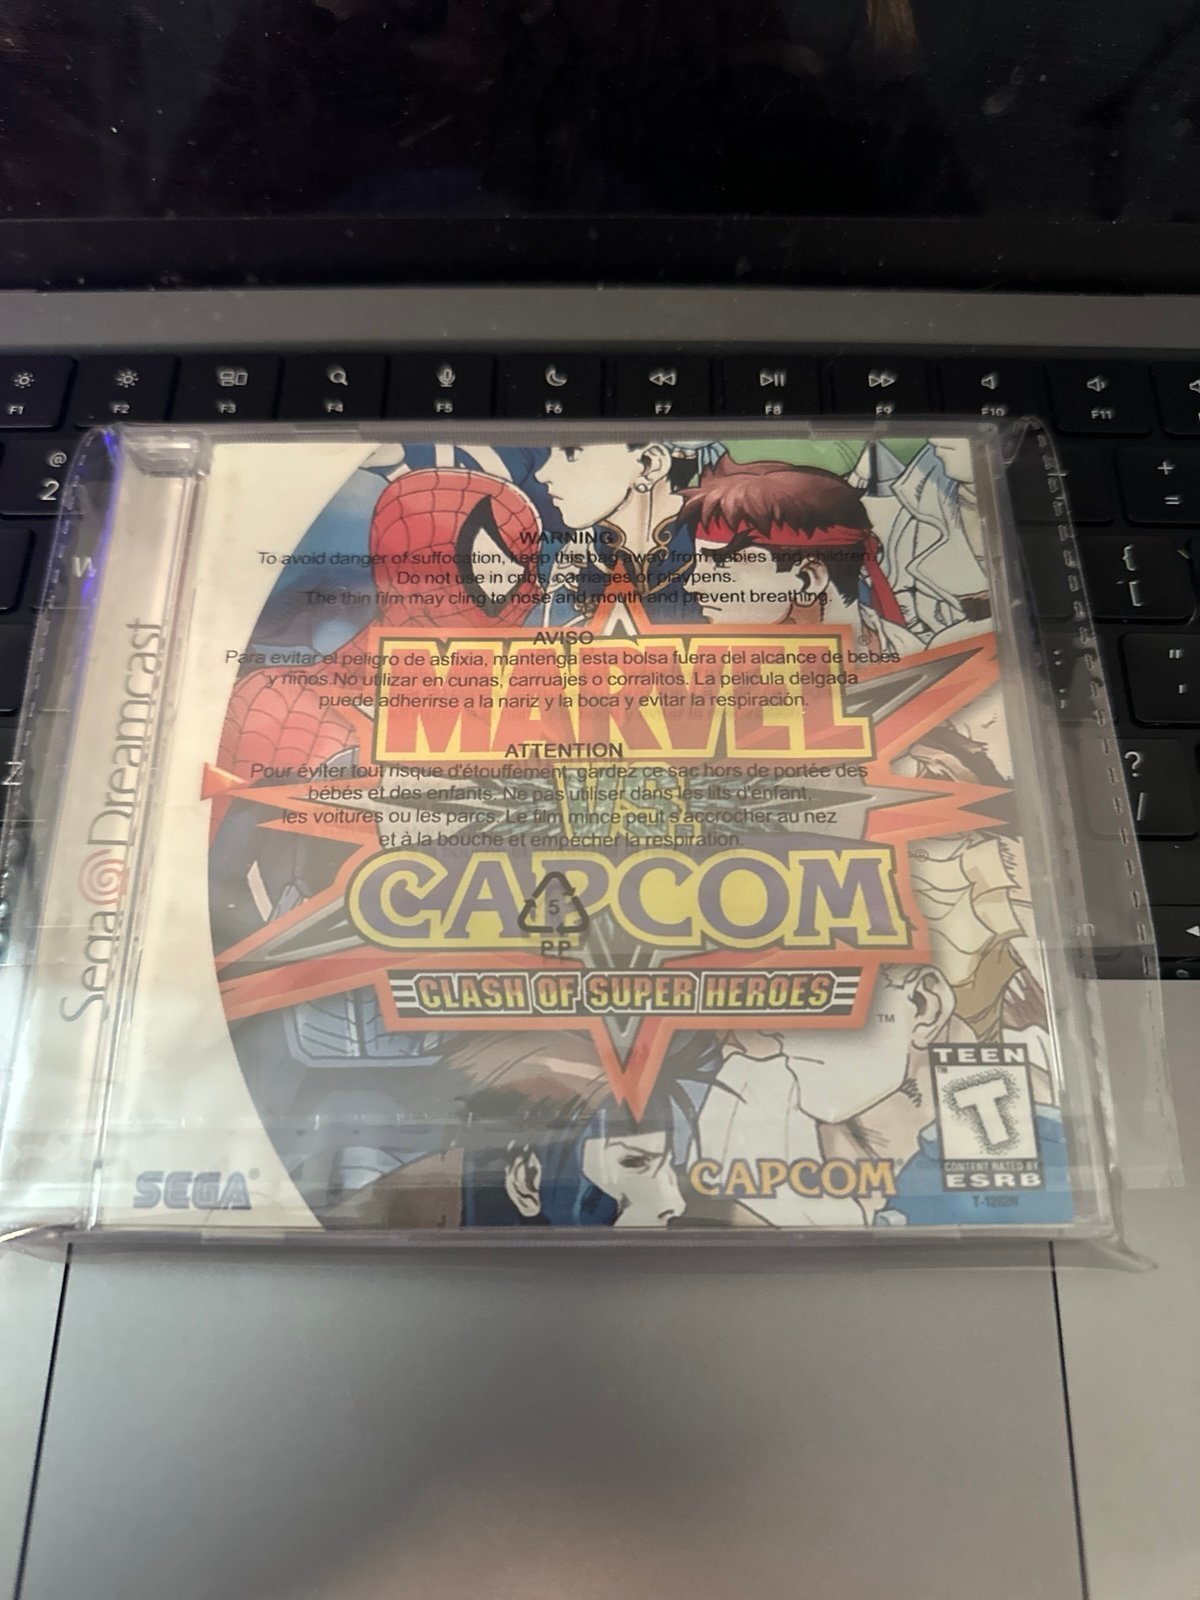 F1
F2
F3
F4
F5
F6
F7
F8
F9
F10
F11
@
2
+
=
W
{
[
:
;
"
'
Z
?
/
WARNING
To avoid danger of suffocation, keep this bag away from babies and children.
Do not use in cribs, carriages or playpens.
The thin film may cling to nose and mouth and prevent breathing.
AVISO
Para evitar el peligro de asfixia, mantenga esta bolsa fuera del alcance de bebés
y niños.No utilizar en cunas, carruajes o corralitos. La pelicula delgada
puede adherirse a la nariz y la boca y evitar la respiración.
ATTENTION
Pour éviter tout risque d'étouffement, gardez ce sac hors de portée des
bébés et des enfants. Ne pas utiliser dans les lits d'enfant,
les voitures ou les parcs. Le film mince peut s'accrocher au nez
et à la bouche et empêcher la respiration.
5
PP
Sega Dreamcast
MARVEL®
VS.
CAPCOM®
CLASH OF SUPER HEROES
™
SEGA®
CAPCOM®
TEEN
T™
CONTENT RATED BY
ESRB
T-1202N